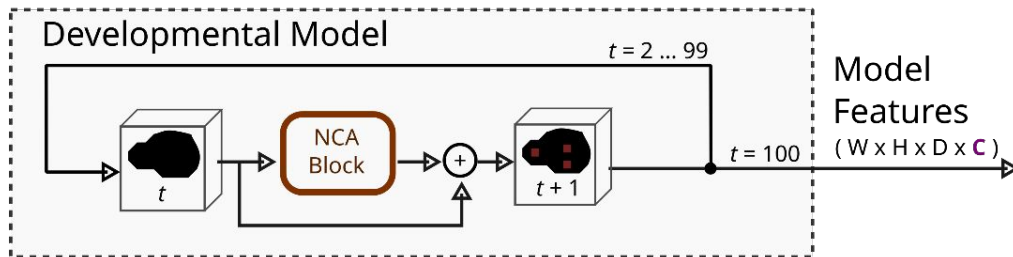 Developmental Model
t = 2 ... 99
Model
Features
( W x H x D x C )
NCA
Block
+
t
t + 1
t = 100